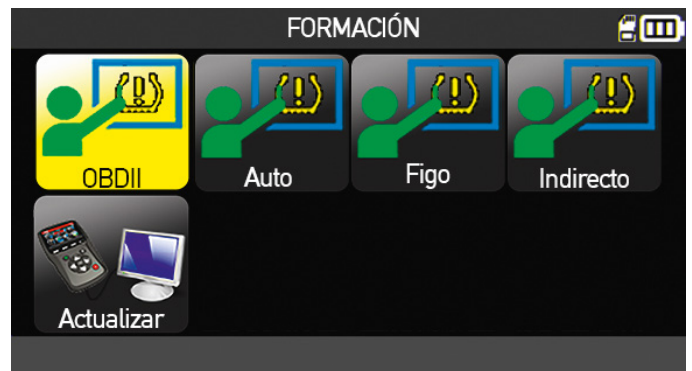 FORMACIÓN
OBDII
Auto
Figo
Indirecto
Actualizar